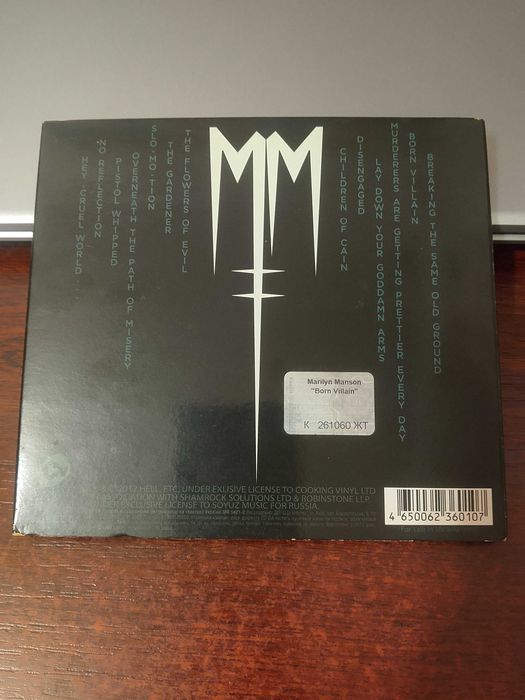 HEY, CRUEL WORLD
NO REFLECTION
PISTOL WHIPPED
OVERNEATH THE PATH OF MISERY
SLO-MO-TION
THE GARDENER
THE FLOWERS OF EVIL
MM
CHILDREN OF CAIN
DISENGAGED
LAY DOWN YOUR GODDAMN ARMS
MURDERERS ARE GETTING PRETTIER EVERY DAY
BORN VILLAIN
BREAKING THE SAME OLD GROUND
Marilyn Manson
"Born Villain"
К 261060 ЖТ
2012 HELL, ETC. UNDER EXLISIVE LICENSE TO COOKING VINYL LTD
ASSOCIATION WITH SHAMROCK SOLUTIONS LTD & ROBINSTONE LLP.
UNDER EXCLUSIVE LICENSE TO SOYUZ MUSIC FOR RUSSIA.
4 650062 360107